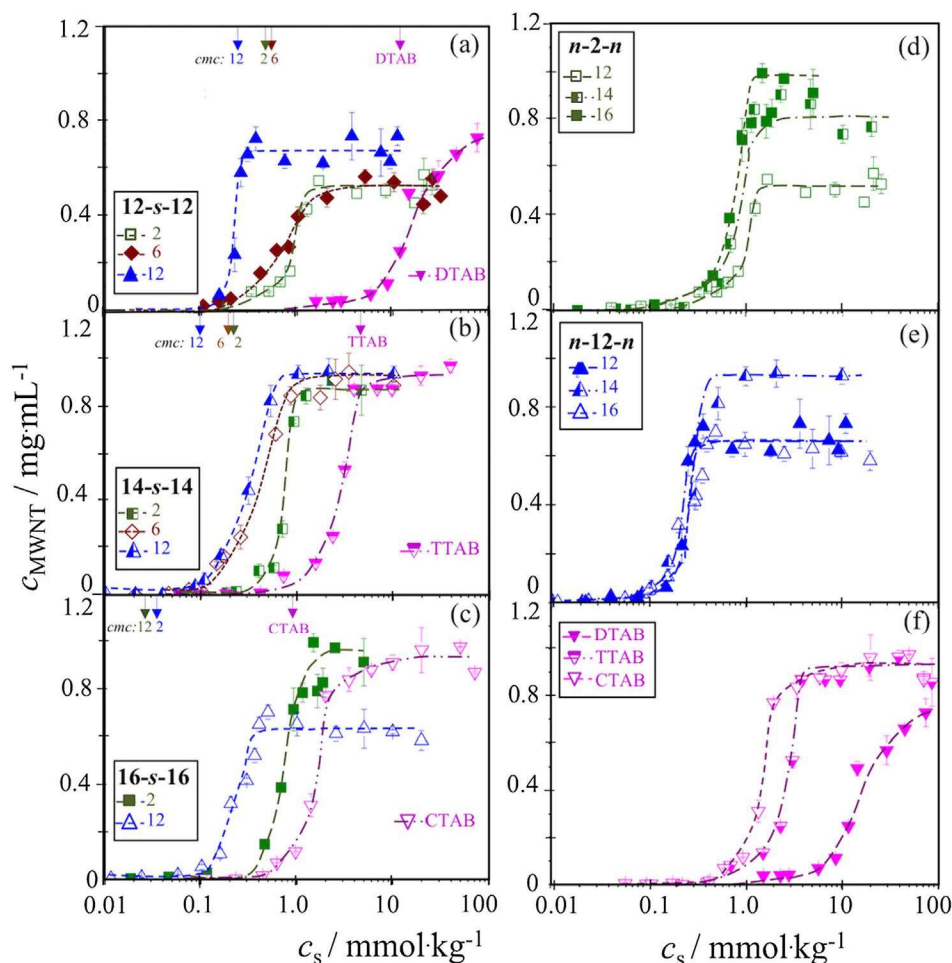 1.2
cmc: 12 2 6 DTAB
(a)
0.8
12-s-12
2
6
12
0.4
DTAB
0
cmc: 12 6 2 TTAB
(b)
1.2
0.8
14-s-14
2
6
12
0.4
TTAB
0
cmc: 12 2 CTAB
(c)
1.2
0.8
16-s-16
2
12
0.4
CTAB
0
0.01 0.1 1.0 10 100
cs / mmol·kg-1
cMWNT / mg·mL-1
1.2
n-2-n
12
14
16
(d)
0.8
0.4
0
1.2
n-12-n
12
14
16
(e)
0.8
0.4
0
1.2
DTAB
TTAB
CTAB
(f)
0.8
0.4
0
0.01 0.1 1.0 10 100
cs / mmol·kg-1